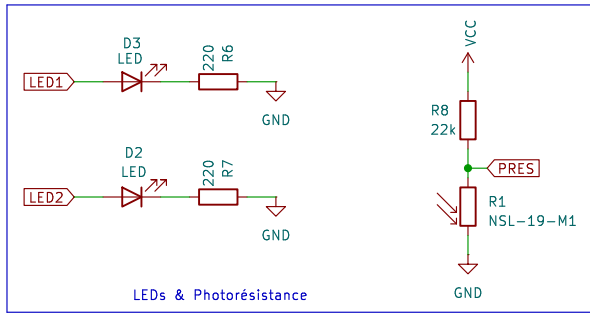 D3
LED
LED1
220
R6
GND
D2
LED
LED2
220
R7
GND
VCC
R8
22k
PRES
R1
NSL-19-M1
GND
LEDs & Photorésistance